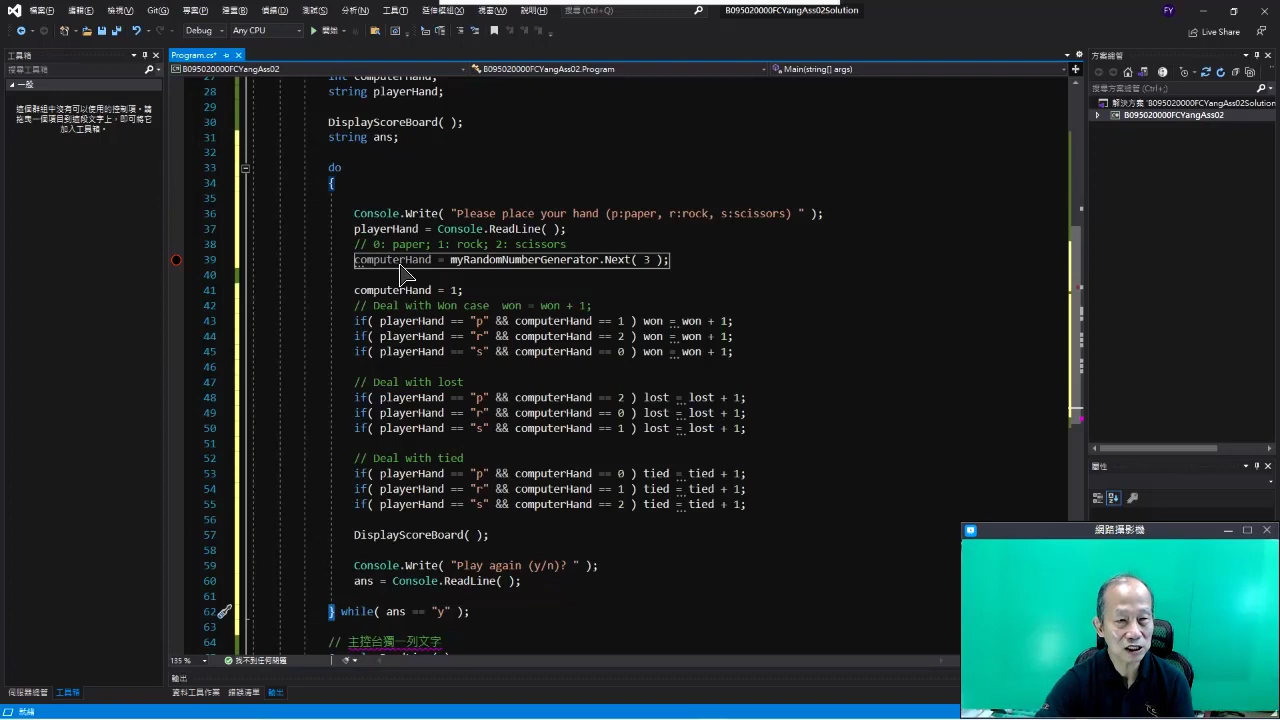 檔案(F) 編輯(E) 檢視(V) Git(G) 專案(P) 建置(B) 偵錯(D) 測試(S) 分析(N) 工具(T) 延伸模組(X) 視窗(W) 說明(H) 搜尋 (Ctrl+Q) B095020000FCYangAss02Solution FY
Debug Any CPU 開始 Live Share
工具箱
搜尋工具箱
一般
這個群組中沒有可以使用的控制項。請
拖曳一個項目到這段文字上，即可將它
加入工具箱。
Program.cs*
B095020000FCYangAss02 B095020000FCYangAss02.Program Main(string[] args)
27 int computerHand;
28 string playerHand;
29
30 DisplayScoreBoard( );
31 string ans;
32
33 do
34 {
35
36 Console.Write( "Please place your hand (p:paper, r:rock, s:scissors) " );
37 playerHand = Console.ReadLine( );
38 // 0: paper; 1: rock; 2: scissors
39 computerHand = myRandomNumberGenerator.Next( 3 );
40
41 computerHand = 1;
42 // Deal with Won case  won = won + 1;
43 if( playerHand == "p" && computerHand == 1 ) won = won + 1;
44 if( playerHand == "r" && computerHand == 2 ) won = won + 1;
45 if( playerHand == "s" && computerHand == 0 ) won = won + 1;
46
47 // Deal with lost
48 if( playerHand == "p" && computerHand == 2 ) lost = lost + 1;
49 if( playerHand == "r" && computerHand == 0 ) lost = lost + 1;
50 if( playerHand == "s" && computerHand == 1 ) lost = lost + 1;
51
52 // Deal with tied
53 if( playerHand == "p" && computerHand == 0 ) tied = tied + 1;
54 if( playerHand == "r" && computerHand == 1 ) tied = tied + 1;
55 if( playerHand == "s" && computerHand == 2 ) tied = tied + 1;
56
57 DisplayScoreBoard( );
58
59 Console.Write( "Play again (y/n)? " );
60 ans = Console.ReadLine( );
61
62 } while( ans == "y" );
63
64 // 主控台獨一列文字
135 % 找不到任何問題
輸出
伺服器總管 工具箱 資料工具作業 錯誤清單 輸出
就緒
方案總管
搜尋方案總管 (Ctrl+;)
解決方案 'B095020000FCYangAss02Solution'
B095020000FCYangAss02
屬性
網路攝影機